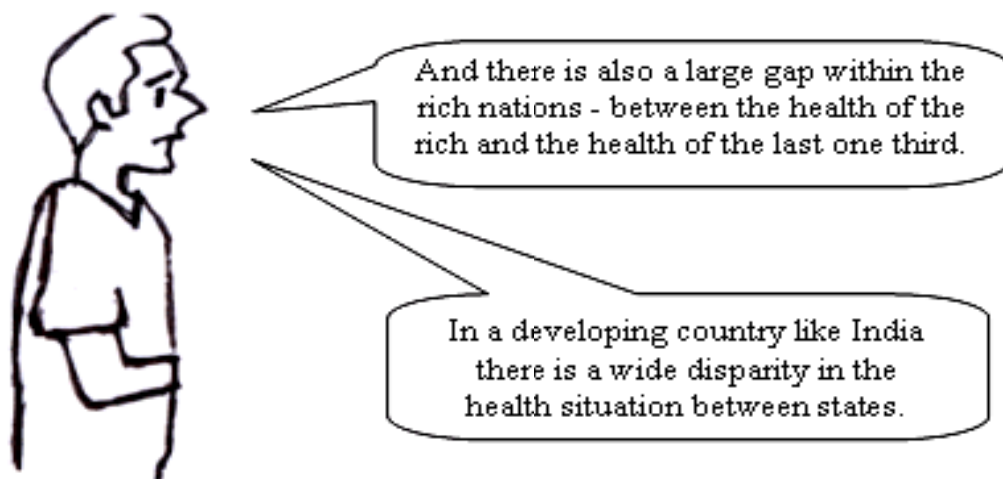 And there is also a large gap within the
rich nations - between the health of the
rich and the health of the last one third.
In a developing country like India
there is a wide disparity in the
health situation between states.